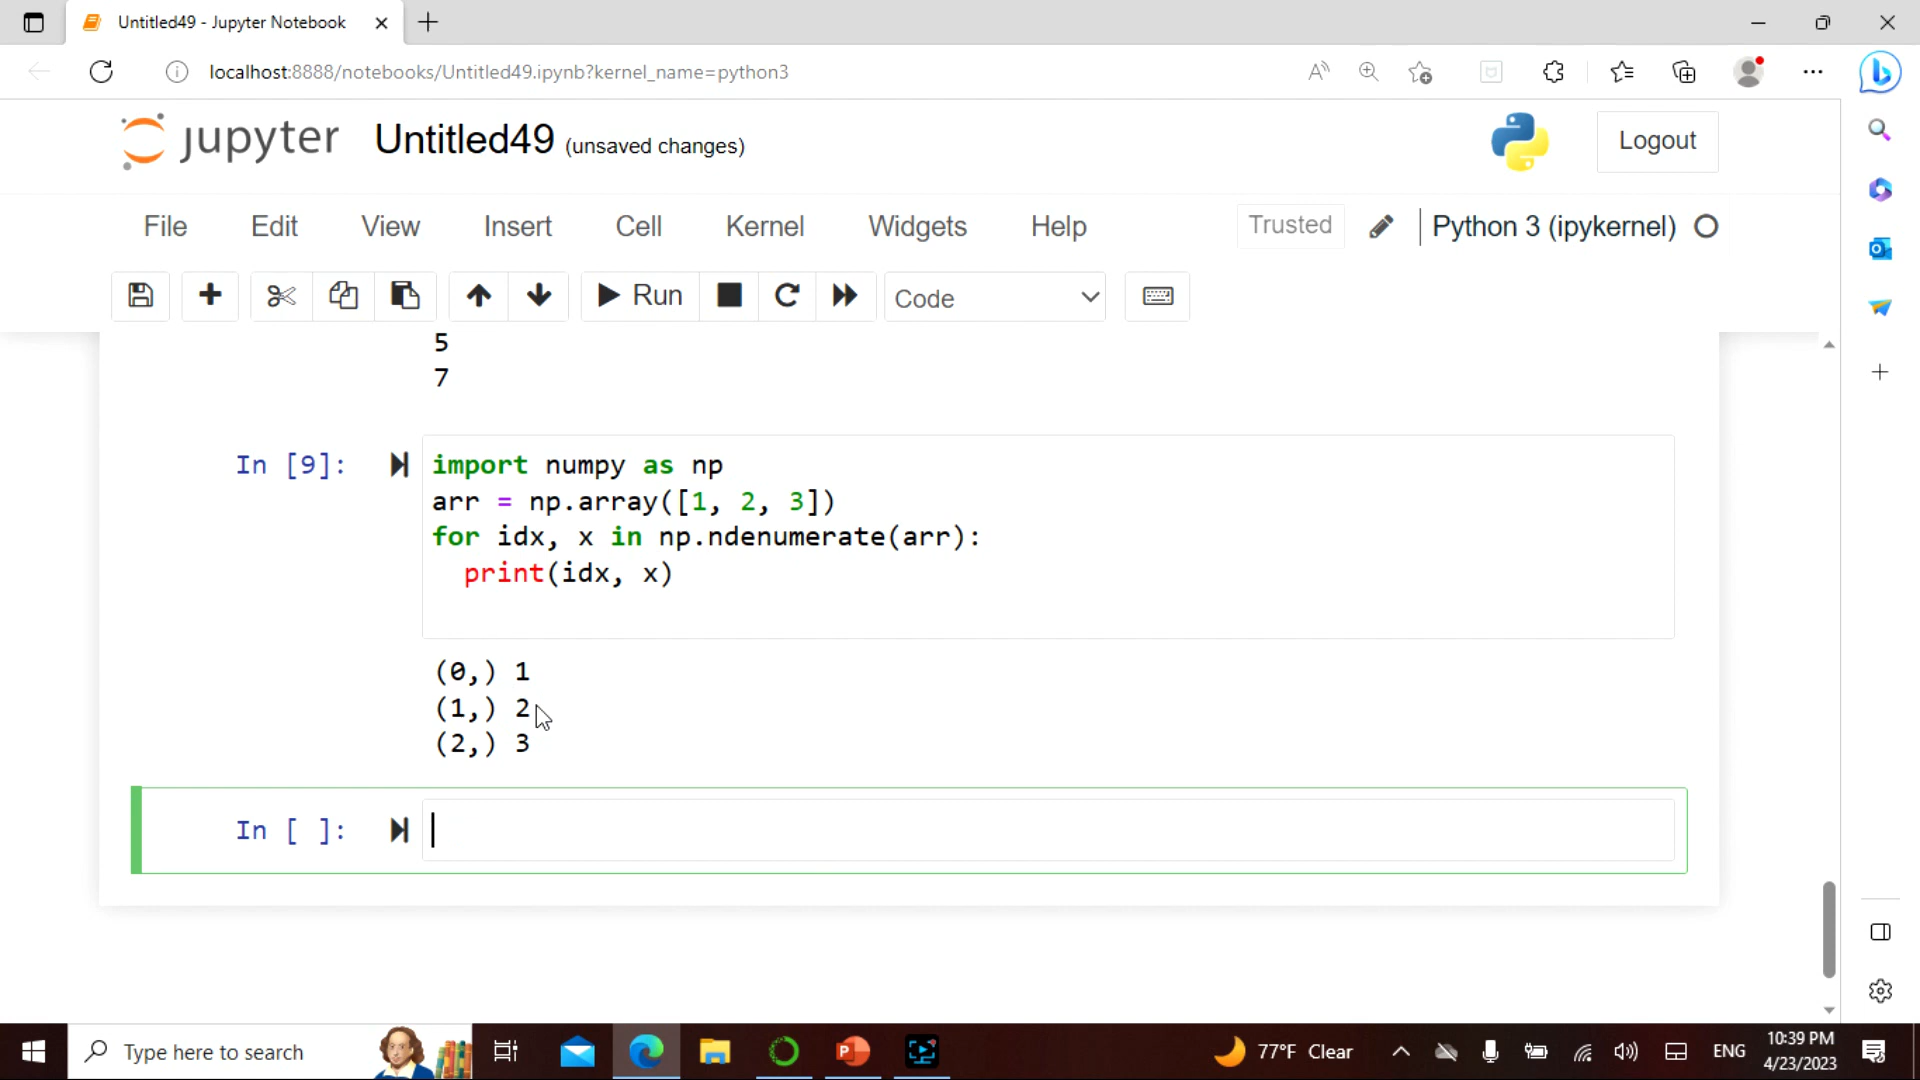 Untitled49 - Jupyter Notebook
localhost:8888/notebooks/Untitled49.ipynb?kernel_name=python3
jupyter Untitled49 (unsaved changes)
Logout
File Edit View Insert Cell Kernel Widgets Help
Trusted
Python 3 (ipykernel)
Run
Code
5
7
In [9]:
import numpy as np
arr = np.array([1, 2, 3])
for idx, x in np.ndenumerate(arr):
  print(idx, x)
(0,) 1
(1,) 2
(2,) 3
In [ ]:
Type here to search
77°F Clear
ENG
10:39 PM
4/23/2023